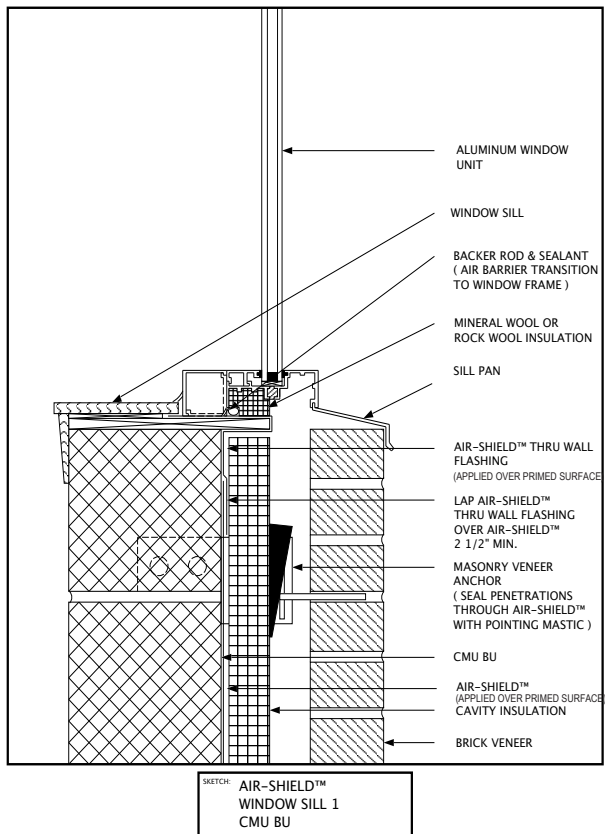 ALUMINUM WINDOW
UNIT
WINDOW SILL
BACKER ROD & SEALANT
( AIR BARRIER TRANSITION
TO WINDOW FRAME )
MINERAL WOOL OR
ROCK WOOL INSULATION
SILL PAN
AIR-SHIELD™ THRU WALL
FLASHING
(APPLIED OVER PRIMED SURFACE
LAP AIR-SHIELD™
THRU WALL FLASHING
OVER AIR-SHIELD™
2 1/2" MIN.
MASONRY VENEER
ANCHOR
( SEAL PENETRATIONS
THROUGH AIR-SHIELD™
WITH POINTING MASTIC )
CMU BU
AIR-SHIELD™
(APPLIED OVER PRIMED SURFACE)
CAVITY INSULATION
BRICK VENEER
SKETCH: AIR-SHIELD™
WINDOW SILL 1
CMU BU